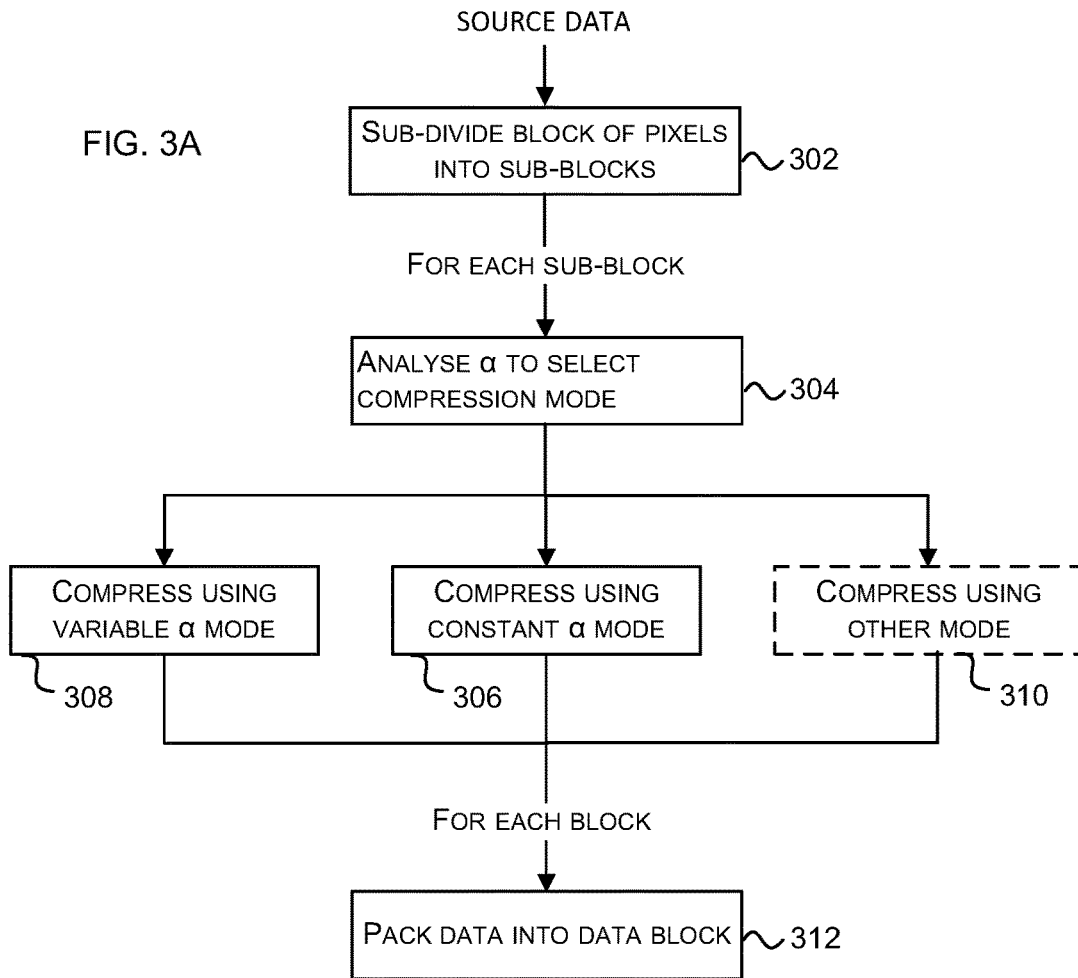 SOURCE DATA
FIG. 3A
SUB-DIVIDE BLOCK OF PIXELS
INTO SUB-BLOCKS
302
FOR EACH SUB-BLOCK
ANALYSE α TO SELECT
COMPRESSION MODE
304
COMPRESS USING
VARIABLE α MODE
308
COMPRESS USING
CONSTANT α MODE
306
COMPRESS USING
OTHER MODE
310
FOR EACH BLOCK
PACK DATA INTO DATA BLOCK
312